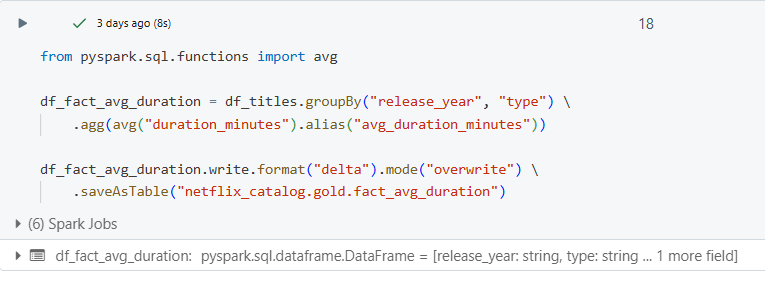 3 days ago (8s)
18
from pyspark.sql.functions import avg
df_fact_avg_duration = df_titles.groupBy("release_year", "type") \
.agg(avg("duration_minutes").alias("avg_duration_minutes"))
df_fact_avg_duration.write.format("delta").mode("overwrite") \
.saveAsTable("netflix_catalog.gold.fact_avg_duration")
(6) Spark Jobs
df_fact_avg_duration: pyspark.sql.dataframe.DataFrame = [release_year: string, type: string ... 1 more field]